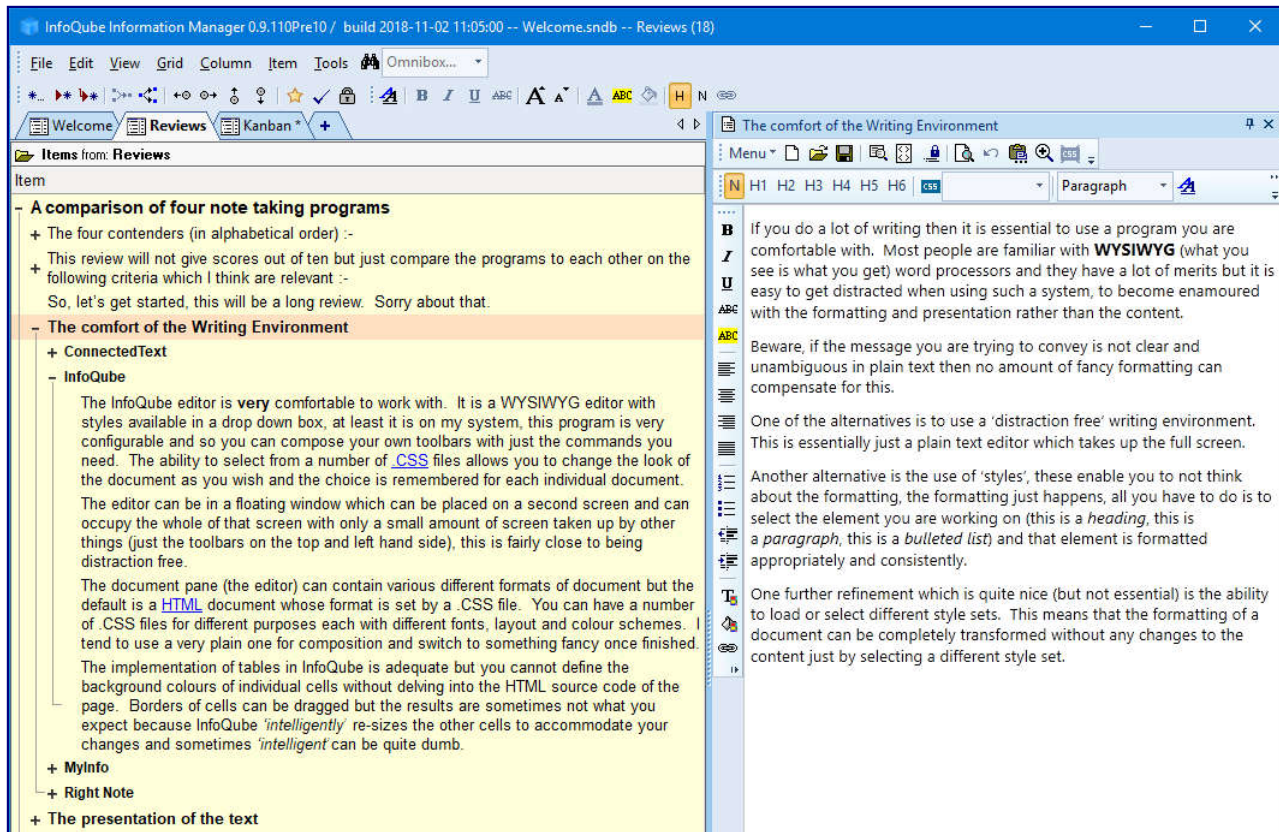 InfoQube Information Manager 0.9.110Pre10 / build 2018-11-02 11:05:00 -- Welcome.sndb -- Reviews (18)
File Edit View Grid Column Item Tools Omnibox...
B I U ABC A A A ABC H N
Welcome Reviews Kanban * +
Items from: Reviews
Item
A comparison of four note taking programs
The four contenders (in alphabetical order) :-
This review will not give scores out of ten but just compare the programs to each other on the
following criteria which I think are relevant :-
So, let's get started, this will be a long review. Sorry about that.
The comfort of the Writing Environment
ConnectedText
InfoQube
The InfoQube editor is very comfortable to work with. It is a WYSIWYG editor with
styles available in a drop down box, at least it is on my system, this program is very
configurable and so you can compose your own toolbars with just the commands you
need. The ability to select from a number of .CSS files allows you to change the look of
the document as you wish and the choice is remembered for each individual document.
The editor can be in a floating window which can be placed on a second screen and can
occupy the whole of that screen with only a small amount of screen taken up by other
things (just the toolbars on the top and left hand side), this is fairly close to being
distraction free.
The document pane (the editor) can contain various different formats of document but the
default is a HTML document whose format is set by a .CSS file. You can have a number
of .CSS files for different purposes each with different fonts, layout and colour schemes. I
tend to use a very plain one for composition and switch to something fancy once finished.
The implementation of tables in InfoQube is adequate but you cannot define the
background colours of individual cells without delving into the HTML source code of the
page. Borders of cells can be dragged but the results are sometimes not what you
expect because InfoQube 'intelligently' re-sizes the other cells to accommodate your
changes and sometimes 'intelligent' can be quite dumb.
MyInfo
Right Note
The presentation of the text
The comfort of the Writing Environment
Menu CSS
N H1 H2 H3 H4 H5 H6 CSS Paragraph A
B
I
U
ABC
ABC
If you do a lot of writing then it is essential to use a program you are
comfortable with. Most people are familiar with WYSIWYG (what you
see is what you get) word processors and they have a lot of merits but it is
easy to get distracted when using such a system, to become enamoured
with the formatting and presentation rather than the content.
Beware, if the message you are trying to convey is not clear and
unambiguous in plain text then no amount of fancy formatting can
compensate for this.
One of the alternatives is to use a 'distraction free' writing environment.
This is essentially just a plain text editor which takes up the full screen.
Another alternative is the use of 'styles', these enable you to not think
about the formatting, the formatting just happens, all you have to do is to
select the element you are working on (this is a heading, this is
a paragraph, this is a bulleted list) and that element is formatted
appropriately and consistently.
One further refinement which is quite nice (but not essential) is the ability
to load or select different style sets. This means that the formatting of a
document can be completely transformed without any changes to the
content just by selecting a different style set.